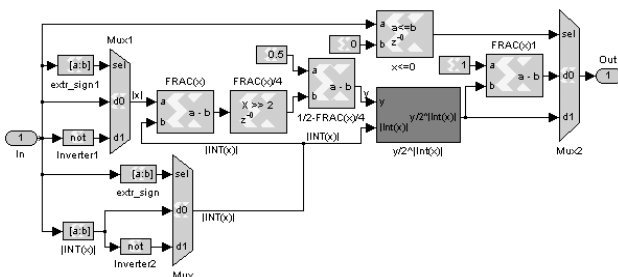 a<=b
a
b
z^-0
x<=0
0
Mux1
[a:b]
extr_sign1
sel
d0
d1
|x|
FRAC(x)
a
b
a - b
FRAC(x)/4
X >> 2
z^-0
0.5
a
b
a - b
1/2-FRAC(x)/4
y
y
|Int(x)|
y/2^|Int(x)|
y/2^|Int(x)|
1
FRAC(x)1
a
b
a - b
sel
d0
d1
Mux2
Out
1
1
In
not
Inverter1
|INT(x)|
|INT(x)|
[a:b]
extr_sign
sel
d0
d1
|INT(x)|
[a:b]
|INT(x)|
not
Inverter2
Mux